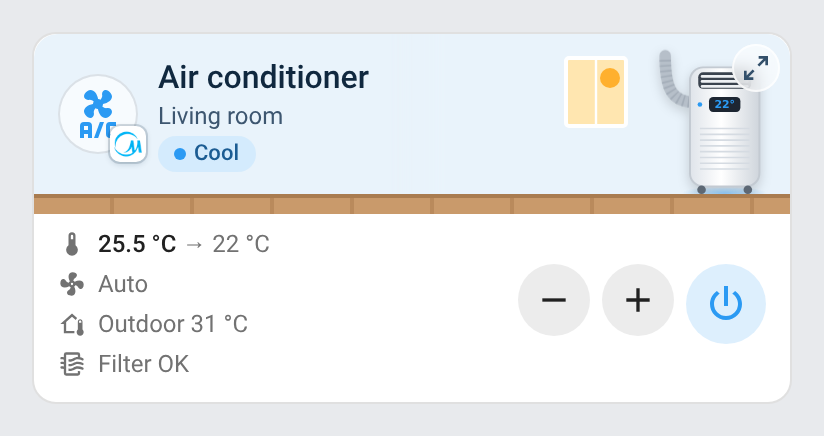 Air conditioner
Living room
Cool
A/C
22°
25.5 °C → 22 °C
Auto
Outdoor 31 °C
Filter OK